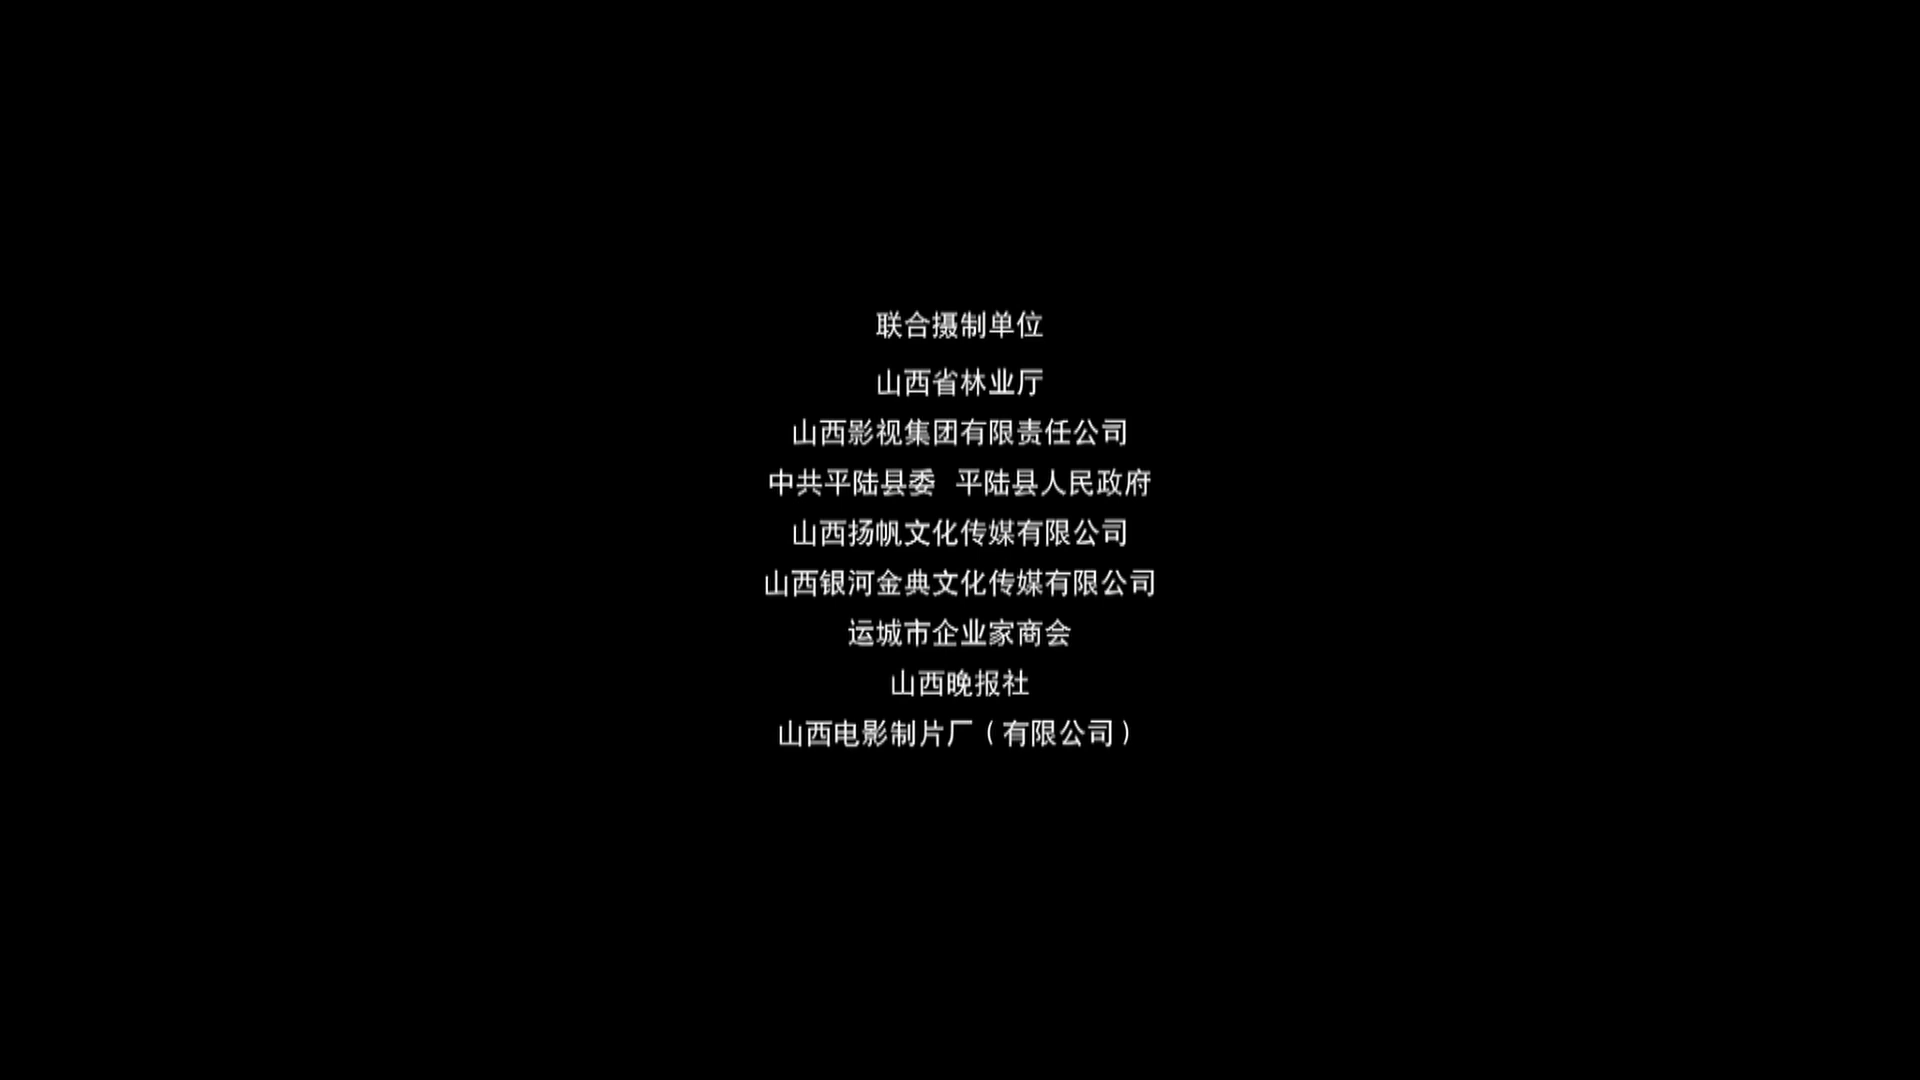 联合摄制单位
山西省林业厅
山西影视集团有限责任公司
中共平陆县委 平陆县人民政府
山西扬帆文化传媒有限公司
山西银河金典文化传媒有限公司
运城市企业家商会
山西晚报社
山西电影制片厂（有限公司）